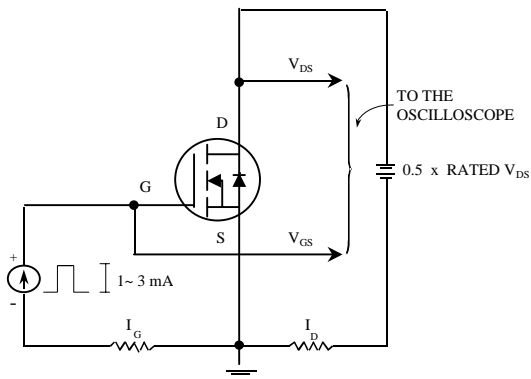 V_DS
TO THE
OSCILLOSCOPE
D
0.5 x RATED V_DS
G
S
V_GS
+
1~ 3 mA
-
I_G
I_D